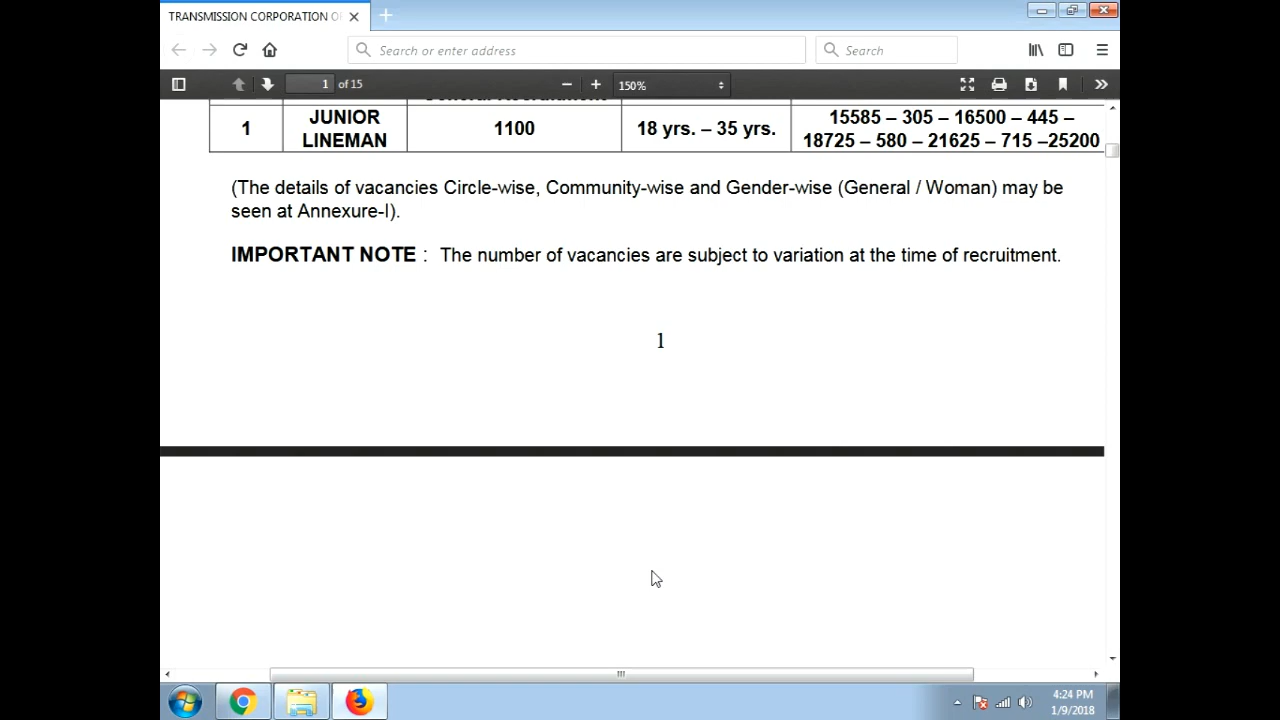 TRANSMISSION CORPORATION O
Search or enter address
Search
1 of 15
150%
General Recruitment
1
JUNIOR
LINEMAN
1100
18 yrs. – 35 yrs.
15585 – 305 – 16500 – 445 –
18725 – 580 – 21625 – 715 –25200
(The details of vacancies Circle-wise, Community-wise and Gender-wise (General / Woman) may be
seen at Annexure-I).
IMPORTANT NOTE : The number of vacancies are subject to variation at the time of recruitment.
1
4:24 PM
1/9/2018